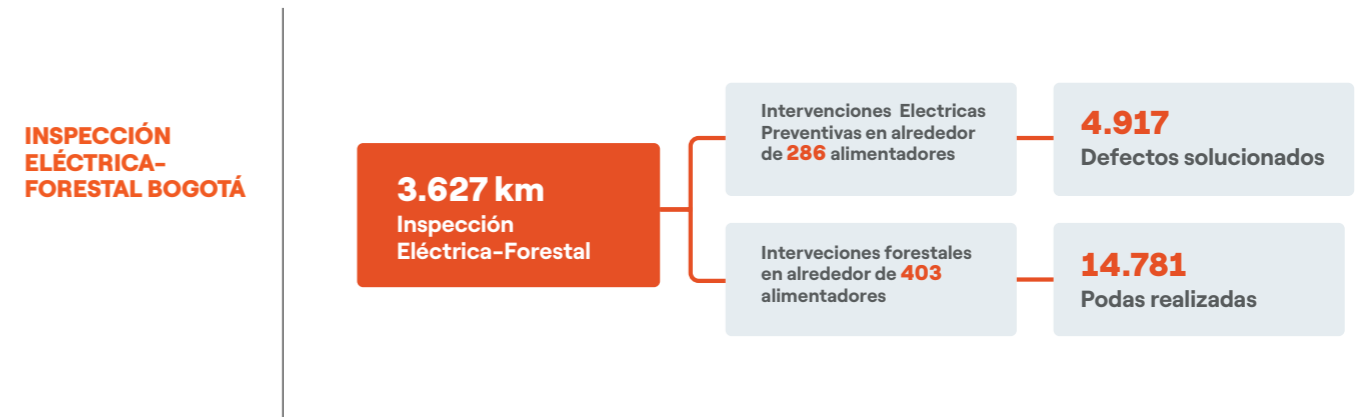 INSPECCIÓN
ELÉCTRICA-
FORESTAL BOGOTÁ
3.627 km
Inspección
Eléctrica-Forestal
Intervenciones Electricas
Preventivas en alrededor
de 286 alimentadores
4.917
Defectos solucionados
Interveciones forestales
en alrededor de 403
alimentadores
14.781
Podas realizadas